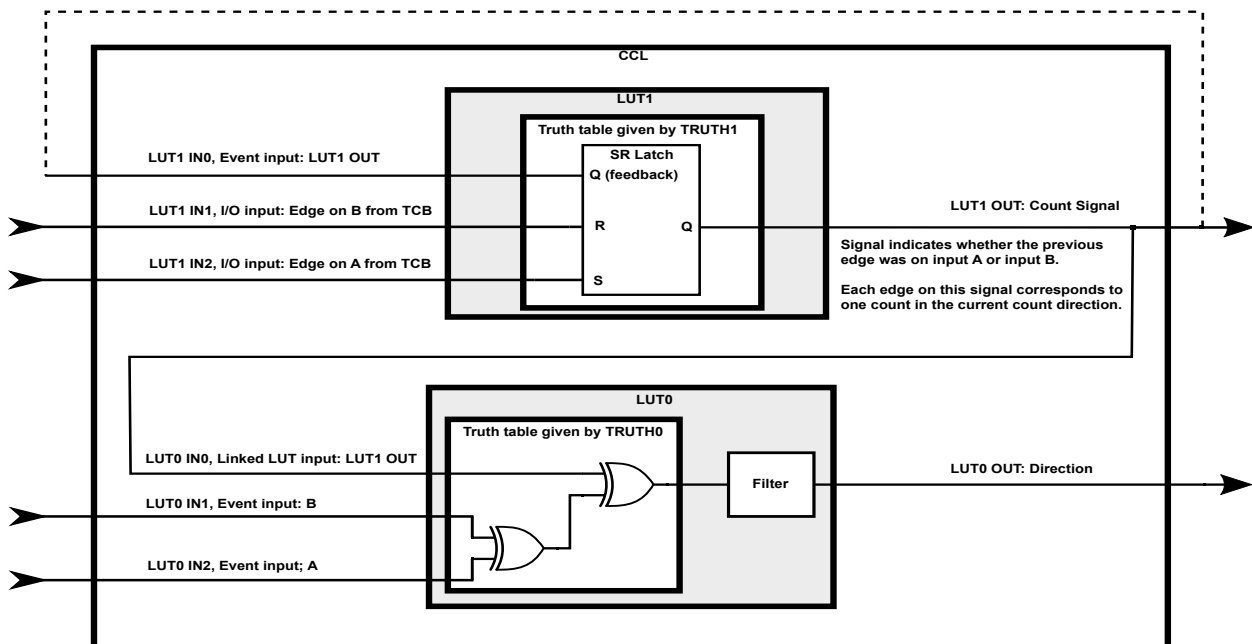 CCL
LUT1
Truth table given by TRUTH1
SR Latch
LUT1 IN0, Event input: LUT1 OUT
Q (feedback)
LUT1 IN1, I/O input: Edge on B from TCB
R
Q
LUT1 OUT: Count Signal
LUT1 IN2, I/O input: Edge on A from TCB
S
Signal indicates whether the previous
edge was on input A or input B.
Each edge on this signal corresponds to
one count in the current count direction.
LUT0
Truth table given by TRUTH0
LUT0 IN0, Linked LUT input: LUT1 OUT
Filter
LUT0 OUT: Direction
LUT0 IN1, Event input: B
LUT0 IN2, Event input; A